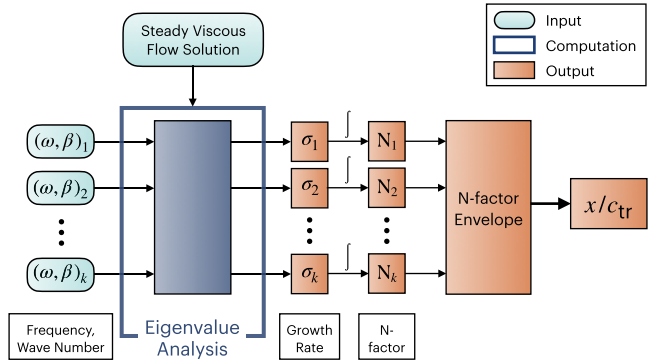 Steady Viscous
Flow Solution
Input
Computation
Output
(ω, β)₁
σ₁
∫
N₁
(ω, β)₂
σ₂
∫
N₂
(ω, β)ₖ
σₖ
∫
Nₖ
N-factor
Envelope
x/c_tr
Frequency,
Wave Number
Eigenvalue
Analysis
Growth
Rate
N-
factor